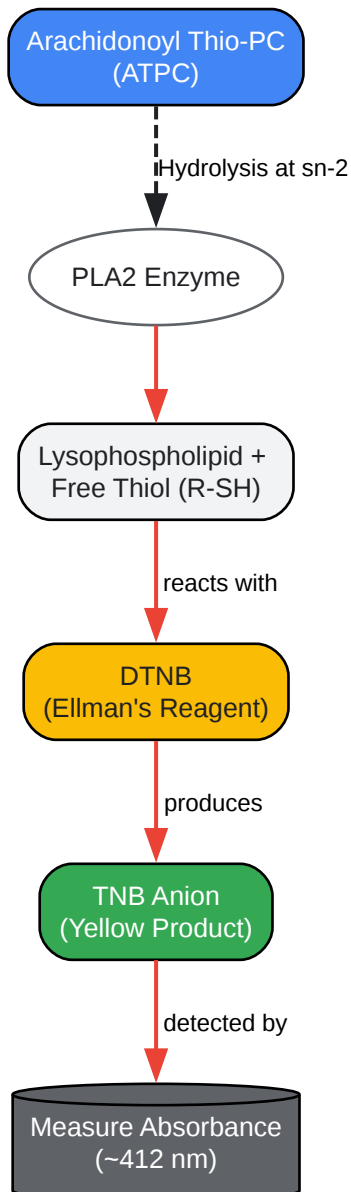 Arachidonoyl Thio-PC
(ATPC)
Hydrolysis at sn-2
PLA2 Enzyme
Lysophospholipid +
Free Thiol (R-SH)
reacts with
DTNB
(Ellman's Reagent)
produces
TNB Anion
(Yellow Product)
detected by
Measure Absorbance
(~412 nm)